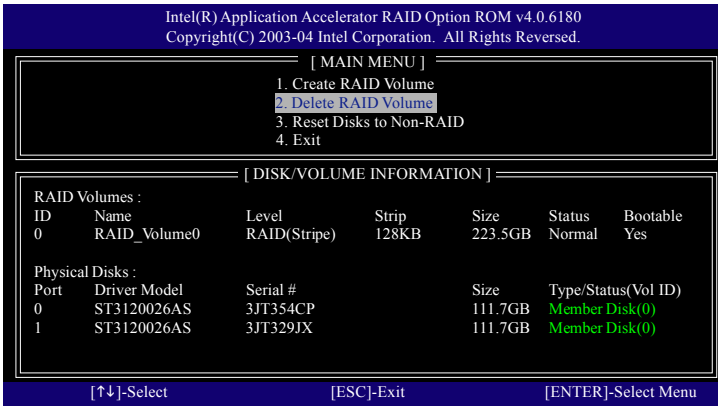 Intel(R) Application Accelerator RAID Option ROM v4.0.6180
Copyright(C) 2003-04 Intel Corporation. All Rights Reversed.
[ MAIN MENU ]
1. Create RAID Volume
2. Delete RAID Volume
3. Reset Disks to Non-RAID
4. Exit
[ DISK/VOLUME INFORMATION ]
RAID Volumes :
ID Name Level Strip Size Status Bootable
0 RAID_Volume0 RAID(Stripe) 128KB 223.5GB Normal Yes
Physical Disks :
Port Driver Model Serial # Size Type/Status(Vol ID)
0 ST3120026AS 3JT354CP 111.7GB Member Disk(0)
1 ST3120026AS 3JT329JX 111.7GB Member Disk(0)
[↑↓]-Select [ESC]-Exit [ENTER]-Select Menu